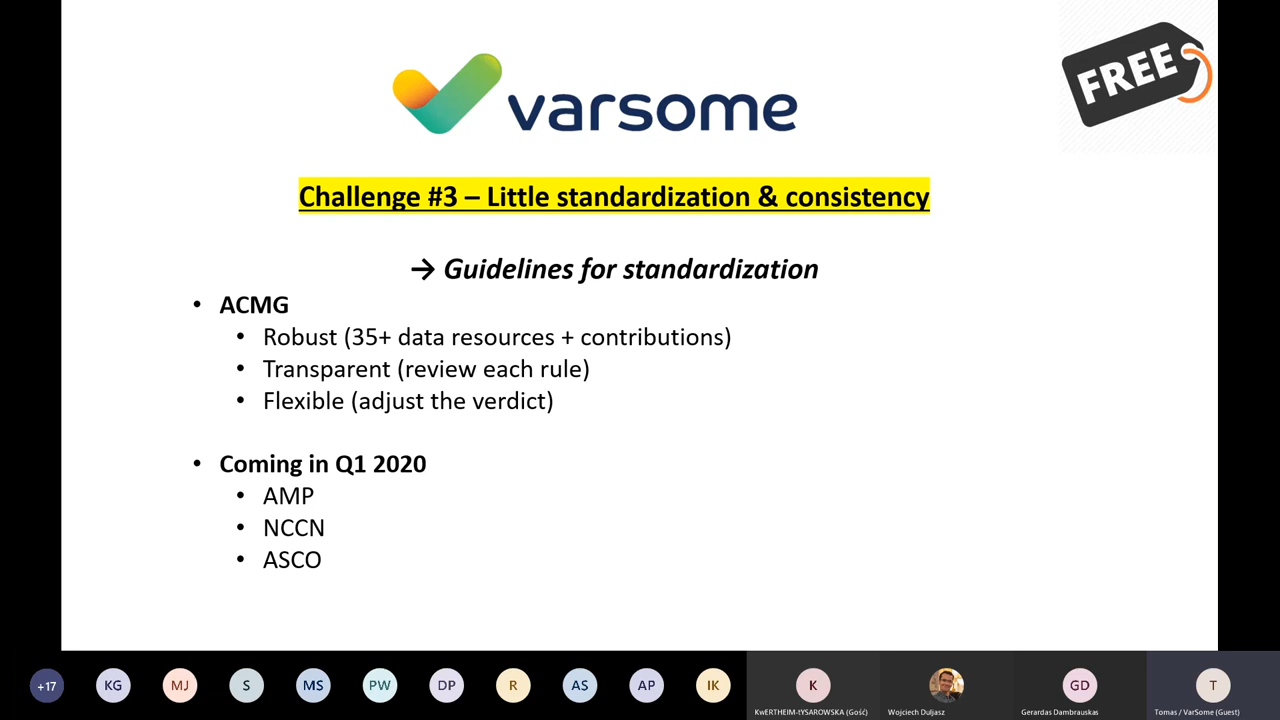 FREE
varsome
Challenge #3 – Little standardization & consistency
→ Guidelines for standardization
• ACMG
• Robust (35+ data resources + contributions)
• Transparent (review each rule)
• Flexible (adjust the verdict)
• Coming in Q1 2020
• AMP
• NCCN
• ASCO
+17
KG
MJ
S
MS
PW
DP
R
AS
AP
IK
K
GD
T
KwERTHEIM-tYSAROWSKA (Gość)
Wojciech Duljasz
Gerardas Dambrauskas
Tomas / VarSome (Guest)